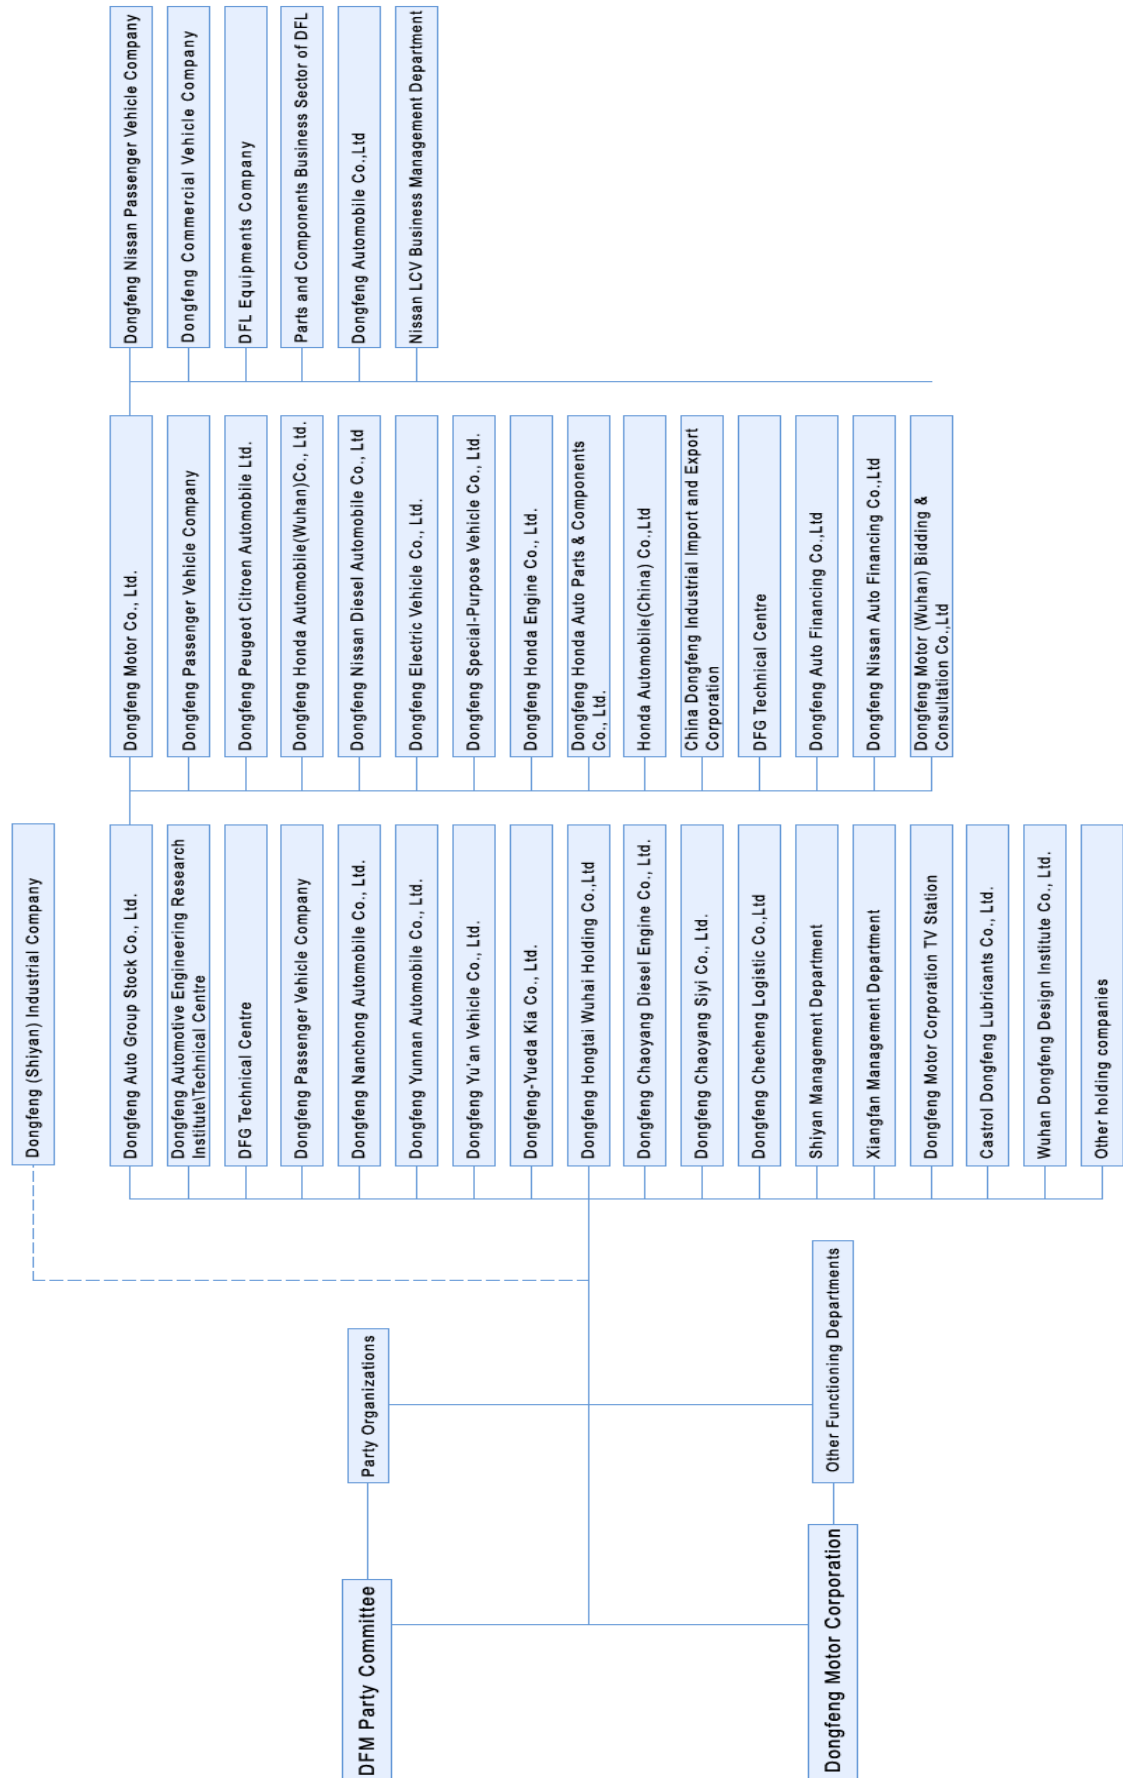 DFM Party Committee
Dongfeng Motor Corporation
Party Organizations
Other Functioning Departments
Dongfeng (Shiyan) Industrial Company
Dongfeng Auto Group Stock Co., Ltd.
Dongfeng Automotive Engineering Research
Institute\Technical Centre
DFG Technical Centre
Dongfeng Passenger Vehicle Company
Dongfeng Nanchong Automobile Co., Ltd.
Dongfeng Yunnan Automobile Co., Ltd.
Dongfeng Yu'an Vehicle Co., Ltd.
Dongfeng-Yueda Kia Co., Ltd.
Dongfeng Hongtai Wuhai Holding Co.,Ltd
Dongfeng Chaoyang Diesel Engine Co., Ltd.
Dongfeng Chaoyang Siyi Co., Ltd.
Dongfeng Checheng Logistic Co.,Ltd
Shiyan Management Department
Xiangfan Management Department
Dongfeng Motor Corporation TV Station
Castrol Dongfeng Lubricants Co., Ltd.
Wuhan Dongfeng Design Institute Co., Ltd.
Other holding companies
Dongfeng Motor Co., Ltd.
Dongfeng Passenger Vehicle Company
Dongfeng Peugeot Citroen Automobile Ltd.
Dongfeng Honda Automobile(Wuhan)Co., Ltd.
Dongfeng Nissan Diesel Automobile Co., Ltd
Dongfeng Electric Vehicle Co., Ltd.
Dongfeng Special-Purpose Vehicle Co., Ltd.
Dongfeng Honda Engine Co., Ltd.
Dongfeng Honda Auto Parts & Components
Co., Ltd.
Honda Automobile(China) Co.,Ltd
China Dongfeng Industrial Import and Export
Corporation
DFG Technical Centre
Dongfeng Auto Financing Co.,Ltd
Dongfeng Nissan Auto Financing Co.,Ltd
Dongfeng Motor (Wuhan) Bidding &
Consultation Co.,Ltd
Dongfeng Nissan Passenger Vehicle Company
Dongfeng Commercial Vehicle Company
DFL Equipments Company
Parts and Components Business Sector of DFL
Dongfeng Automobile Co.,Ltd
Nissan LCV Business Management Department